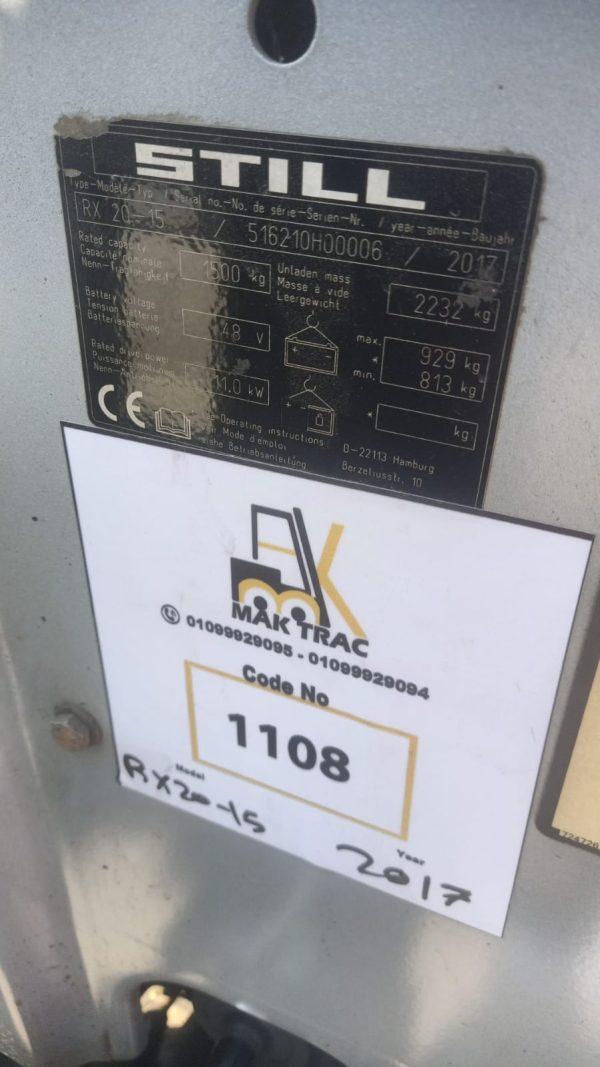 STILL
Type-Modèle-Typ / Serial no.-No. de série-Serien-Nr. / year-année-Baujahr
RX 20-15 / 516210H00006 / 2017
Rated capacity
Capacité nominale
Nenn-Tragfähigkeit
1500 kg
Unladen mass
Masse à vide
Leergewicht
2232 kg
Battery voltage
Tension batterie
Batteriespannung
48 V
+ -
max. 929 kg
* min. 813 kg
Rated drive power
Puissance
11.0 kW
+ -
* kg
CE
Operating instructions
Mode d'emploi
siehe Betriebsanleitung
D-22113 Hamburg
Berzeliusstr. 10
MAK TRAC
01099929095 - 01099929094
Code No
1108
Model
RX20-15
Year
2017